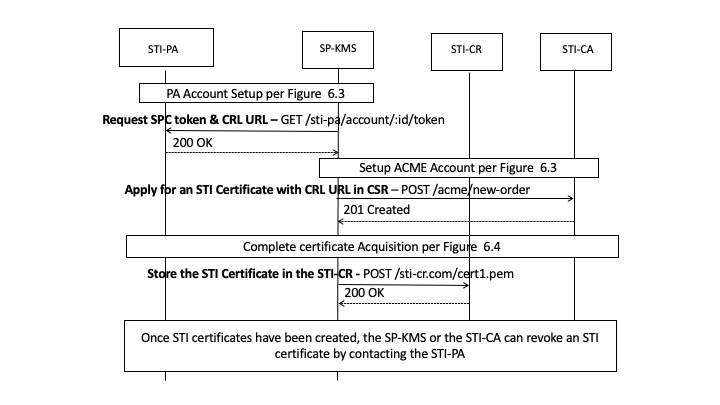 STI-PA
SP-KMS
STI-CR
STI-CA
PA Account Setup per Figure 6.3
Request SPC token & CRL URL – GET /sti-pa/account/:id/token
200 OK
Setup ACME Account per Figure 6.3
Apply for an STI Certificate with CRL URL in CSR – POST /acme/new-order
201 Created
Complete certificate Acquisition per Figure 6.4
Store the STI Certificate in the STI-CR - POST /sti-cr.com/cert1.pem
200 OK
Once STI certificates have been created, the SP-KMS or the STI-CA can revoke an STI
certificate by contacting the STI-PA